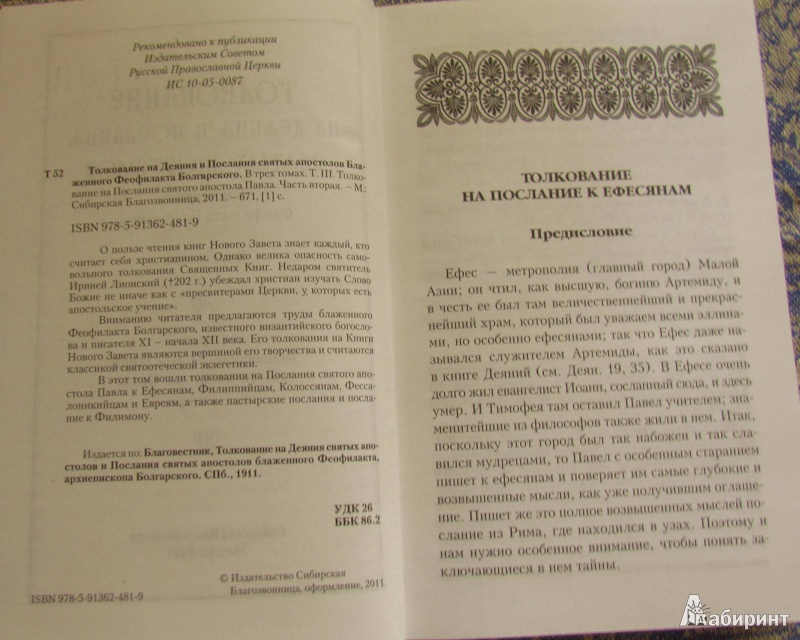 Рекомендовано к публикации
Издательским Советом
Русской Православной Церкви
ИС 10-05-0087
Т 52
Толкование на Деяния и Послания святых апостолов Бла-
женного Феофилакта Болгарского. В трех томах. Т. III. Толко-
вание на Послания святого апостола Павла. Часть вторая. – М.:
Сибирская Благозвонница, 2011. – 671, [1] с.
ISBN 978-5-91362-481-9
О пользе чтения книг Нового Завета знает каждый, кто
считает себя христианином. Однако велика опасность само-
вольного толкования Священных Книг. Недаром святитель
Ириней Лионский (†202 г.) убеждал христиан изучать Слово
Божие не иначе как с «пресвитерами Церкви, у которых есть
апостольское учение».
Вниманию читателя предлагаются труды блаженного
Феофилакта Болгарского, известного византийского богосло-
ва и писателя XI – начала XII века. Его толкования на Книги
Нового Завета являются вершиной его творчества и считаются
классикой святоотеческой экзегетики.
В этот том вошли толкования на Послания святого апо-
стола Павла к Ефесянам, Филиппийцам, Колоссянам, Фесса-
лоникийцам и Евреям, а также пастырские послания и посла-
ние к Филимону.
Издается по: Благовестник, Толкование на Деяния святых апо-
столов и Послания святых апостолов блаженного Феофилакта,
архиепископа Болгарского. СПб., 1911.
УДК 26
ББК 86.2
© Издательство Сибирская
Благозвонница, оформление, 2011.
ISBN 978-5-91362-481-9
ТОЛКОВАНИЕ
НА ПОСЛАНИЕ К ЕФЕСЯНАМ
Предисловие
Ефес — метрополия (главный город) Малой
Азии; он чтил, как высшую, богиню Артемиду, и
в честь ее был там величественнейший и прекрас-
нейший храм, который был уважаем всеми эллина-
ми, но особенно ефесянами; так что Ефес даже на-
зывался служителем Артемиды, как это сказано
в книге Деяний (см. Деян. 19, 35). В Ефесе очень
долго жил евангелист Иоанн, сосланный сюда, и здесь
умер. И Тимофея там оставил Павел учителем; зна-
менитейшие из философов также жили в нем. Итак,
поскольку этот город был так набожен и так сла-
вился мудрецами, то Павел с особенным старанием
пишет к ефесянам и поверяет им самые глубокие и
возвышенные мысли, как уже получившим оглаше-
ние. Пишет же это полное возвышенных мыслей по-
слание из Рима, где находился в узах. Поэтому и
нам нужно особенное внимание, чтобы понять за-
ключающиеся в нем тайны.
Лабиринт